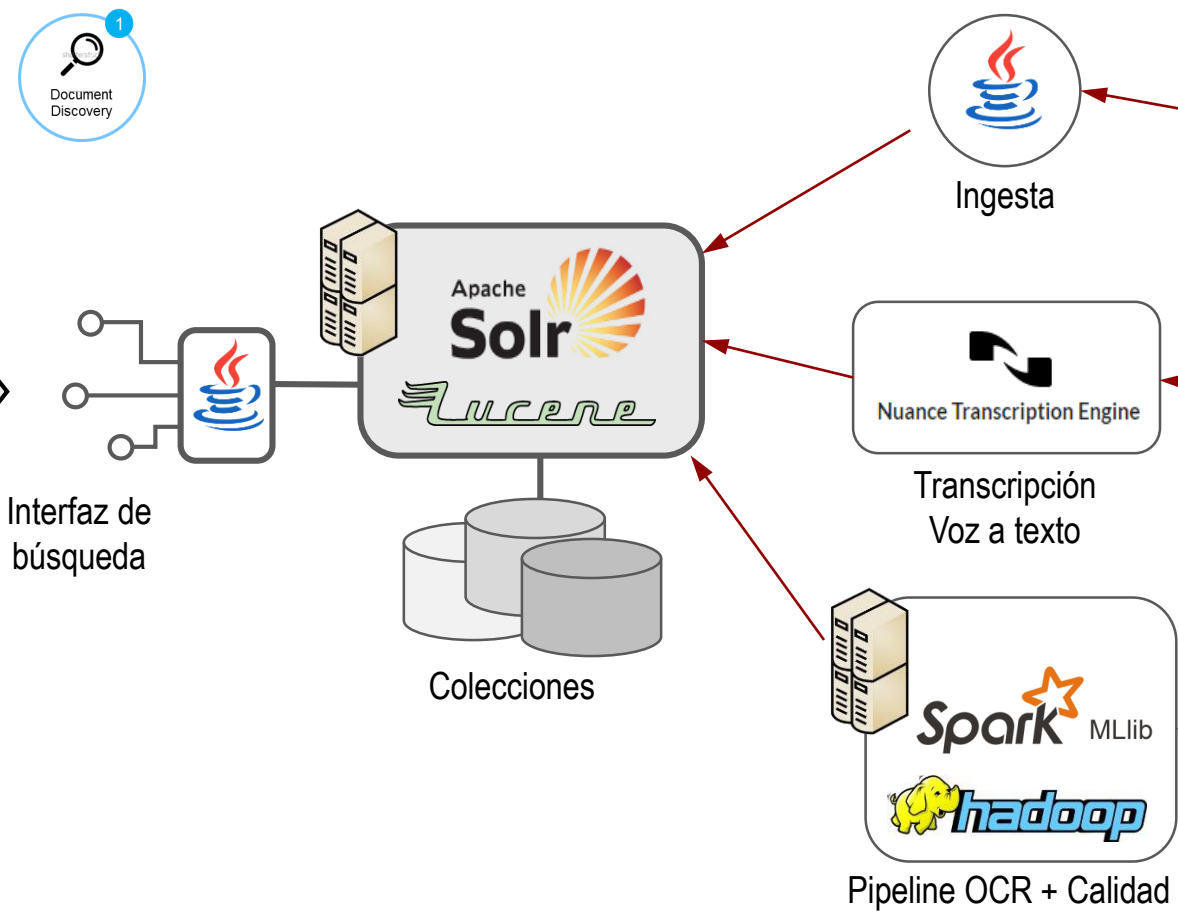 1
Document
Discovery
Ingesta
Apache
Solr
Lucene
Nuance Transcription Engine
Interfaz de
búsqueda
Transcripción
Voz a texto
Colecciones
Spark MLlib
hadoop
Pipeline OCR + Calidad